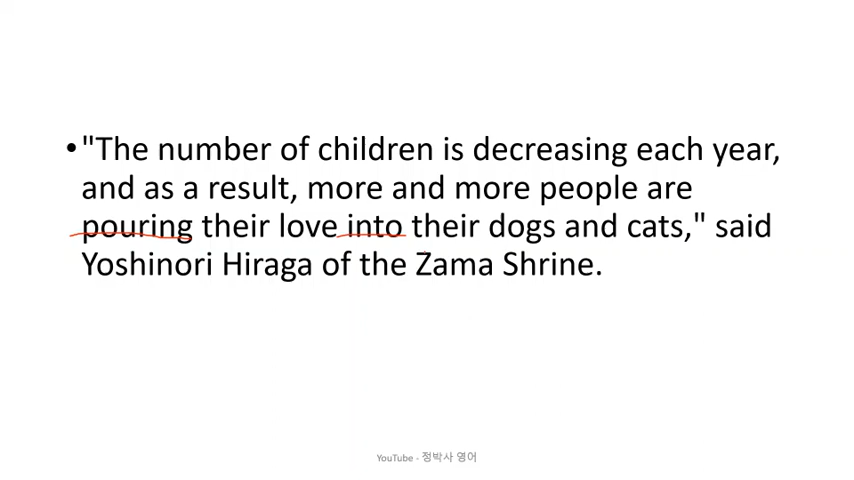 •"The number of children is decreasing each year,
and as a result, more and more people are
pouring their love into their dogs and cats," said
Yoshinori Hiraga of the Zama Shrine.
YouTube - 정박사 영어